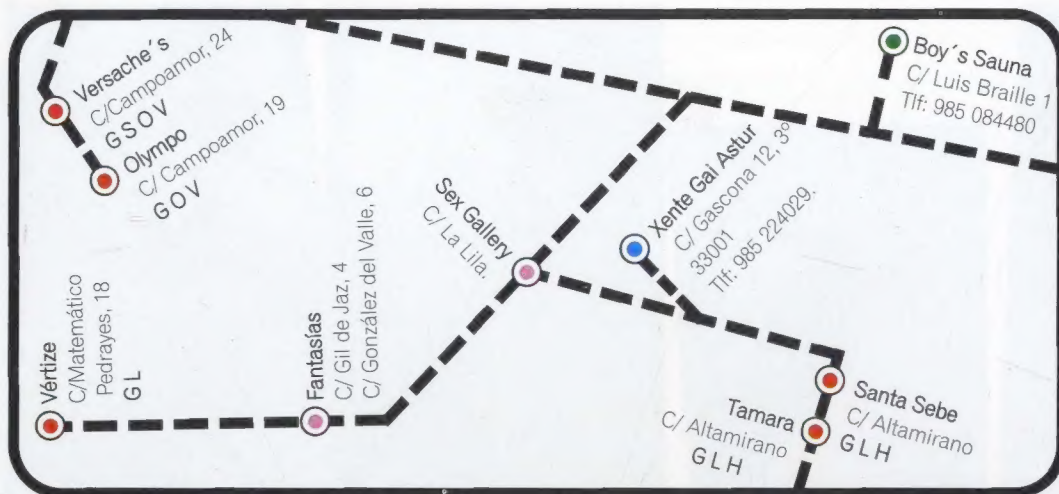 Versache´s
C/Campoamor, 24
G S O V
Olympo
C/ Campoamor, 19
G O V
Boy´s Sauna
C/ Luis Braille 1
Tlf: 985 084480
Xente Gai Astur
C/ Gascona 12, 3º
33001
Tlf: 985 224029.
Sex Gallery
C/ La Lila.
Vértize
C/Matemático
Pedrayes, 18
G L
Fantasías
C/ Gil de Jaz, 4
C/ González del Valle, 6
Tamara
C/ Altamirano
G L H
Santa Sebe
C/ Altamirano
G L H